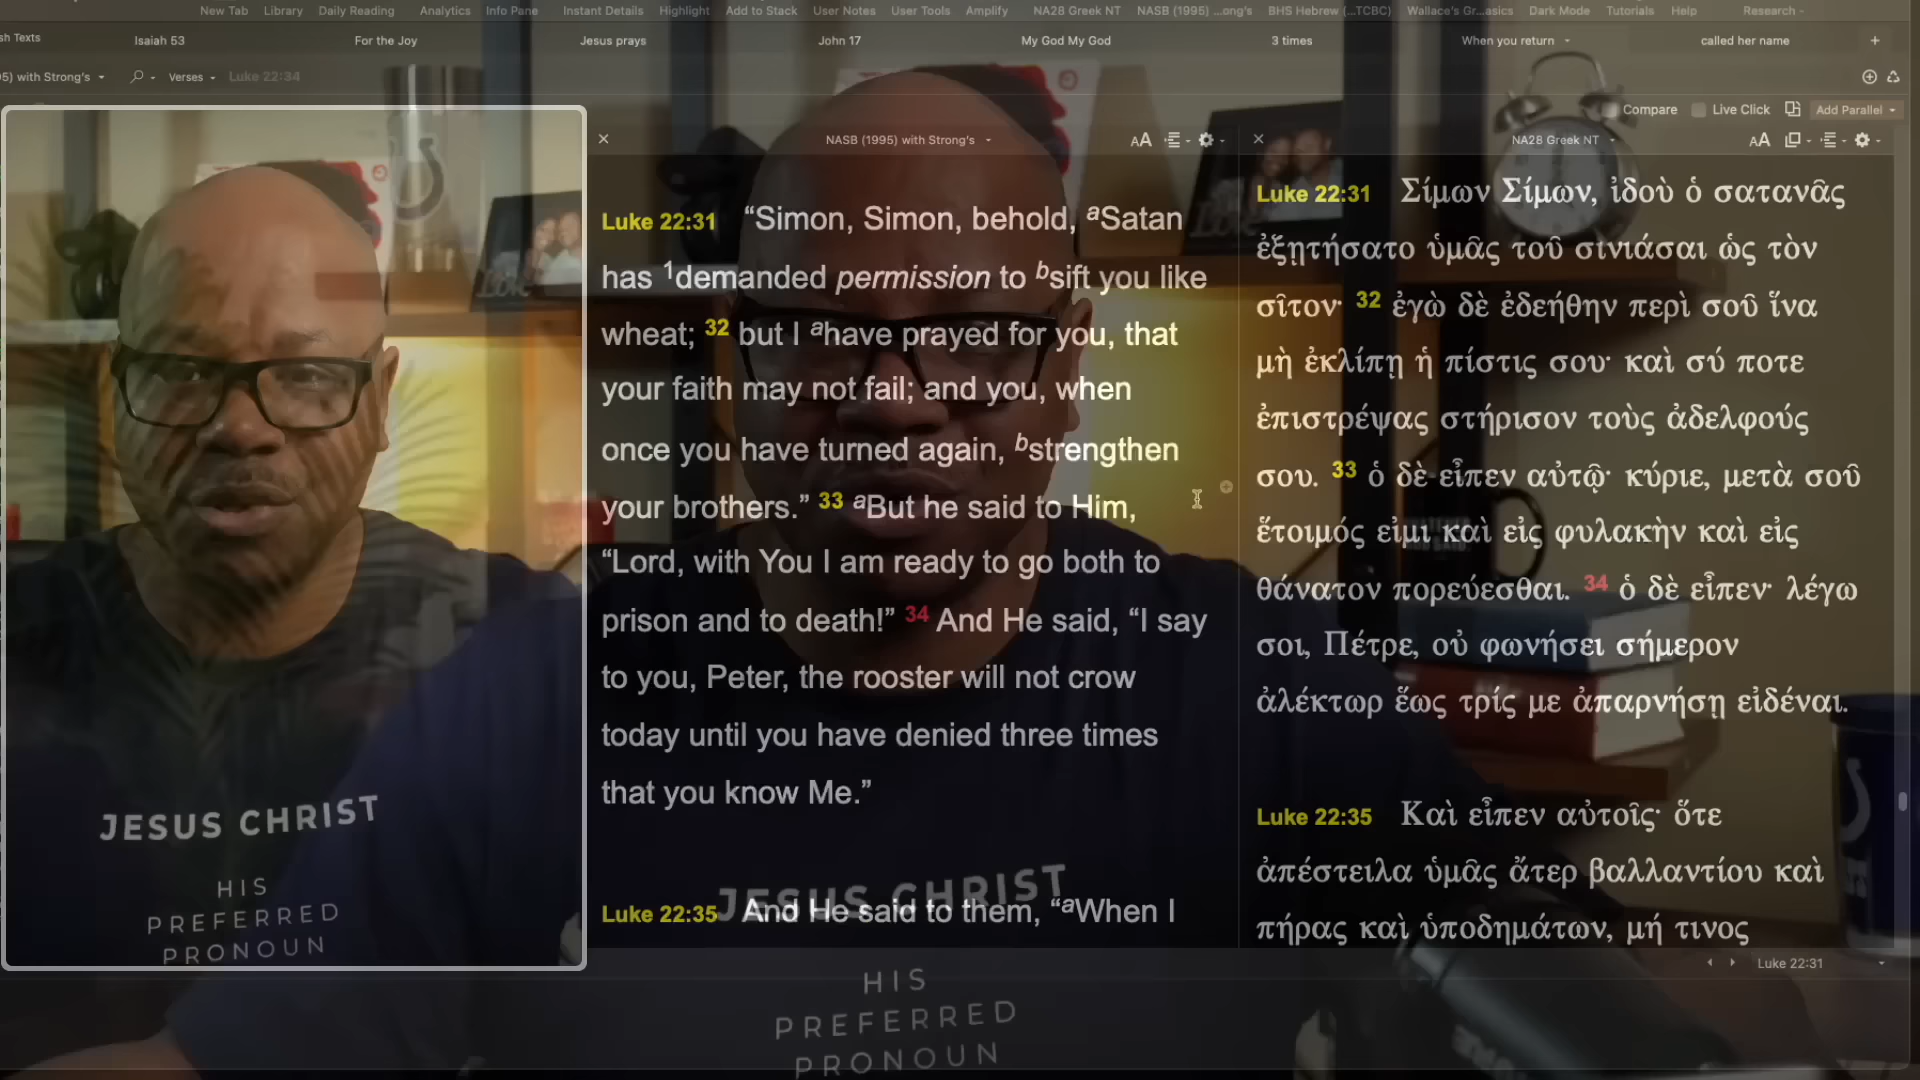 New Tab Library Daily Reading Analytics Info Pane Instant Details Highlight Add to Stack User Notes User Tools Amplify NA28 Greek NT NASB (1995) ...ong's BHS Hebrew (...TCBC) Wallace's Gr...asics Dark Mode Tutorials Help Research
sh Texts Isaiah 53 For the Joy Jesus prays John 17 My God My God 3 times When you return called her name
95) with Strong's Verses Luke 22:34
Compare Live Click Add Parallel
NASB (1995) with Strong's
AA
Luke 22:31 “Simon, Simon, behold, aSatan
has 1demanded permission to bsift you like
wheat; 32 but I ahave prayed for you, that
your faith may not fail; and you, when
once you have turned again, bstrengthen
your brothers.” 33 aBut he said to Him,
“Lord, with You I am ready to go both to
prison and to death!” 34 And He said, “I say
to you, Peter, the rooster will not crow
today until you have denied three times
that you know Me.”
Luke 22:35 And He said to them, “aWhen I
NA28 Greek NT
AA
Luke 22:31 Σίμων Σίμων, ἰδοὺ ὁ σατανᾶς
ἐξῃτήσατο ὑμᾶς τοῦ σινιάσαι ὡς τὸν
σῖτον· 32 ἐγὼ δὲ ἐδεήθην περὶ σοῦ ἵνα
μὴ ἐκλίπῃ ἡ πίστις σου· καὶ σύ ποτε
ἐπιστρέψας στήρισον τοὺς ἀδελφούς
σου. 33 ὁ δὲ εἶπεν αὐτῷ· κύριε, μετὰ σοῦ
ἕτοιμός εἰμι καὶ εἰς φυλακὴν καὶ εἰς
θάνατον πορεύεσθαι. 34 ὁ δὲ εἶπεν· λέγω
σοι, Πέτρε, οὐ φωνήσει σήμερον
ἀλέκτωρ ἕως τρίς με ἀπαρνήσῃ εἰδέναι.
Luke 22:35 Καὶ εἶπεν αὐτοῖς· ὅτε
ἀπέστειλα ὑμᾶς ἄτερ βαλλαντίου καὶ
πήρας καὶ ὑποδημάτων, μή τινος
Luke 22:31
JESUS CHRIST
HIS
PREFERRED
PRONOUN
JESUS CHRIST
HIS
PREFERRED
PRONOUN